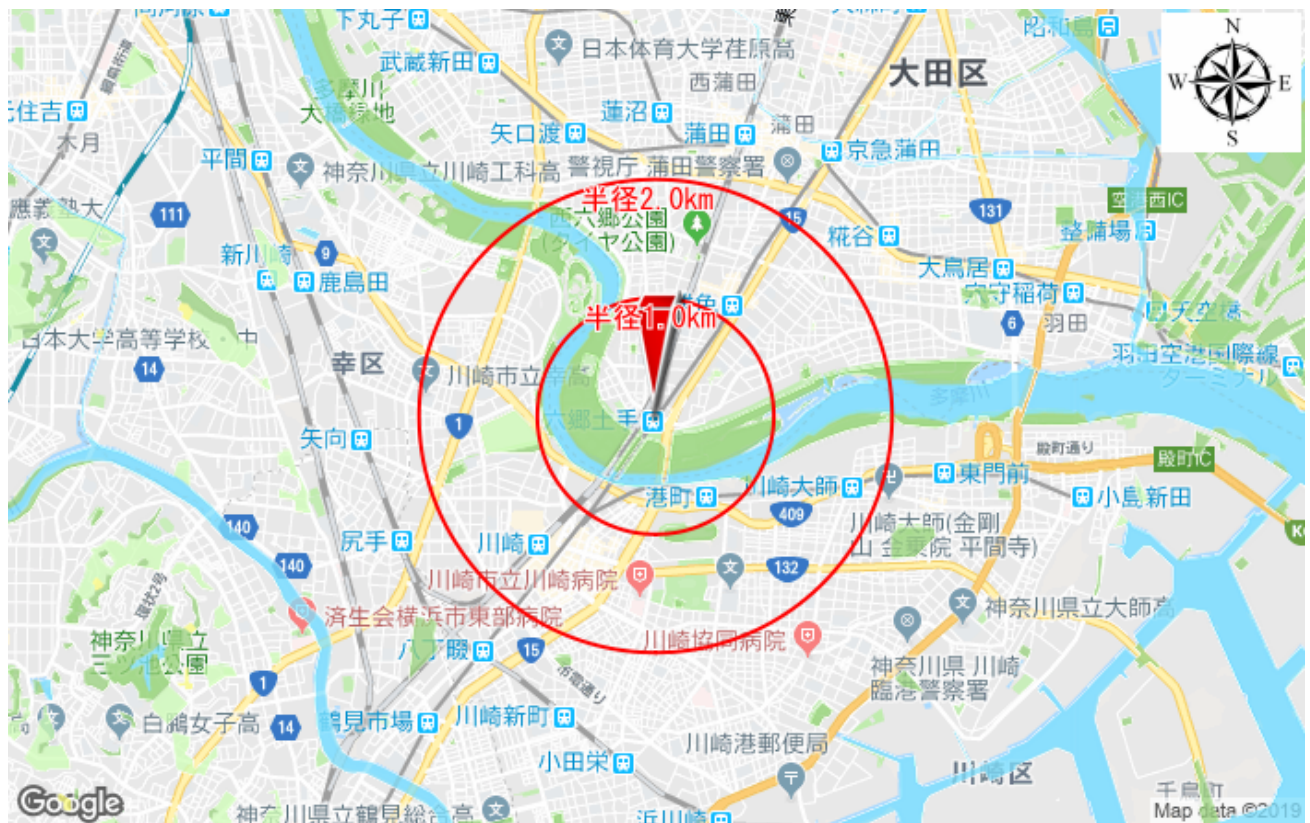 下丸子
昭和島
N
日本体育大学荏原高
武蔵新田
西蒲田
大田区
W
E
多摩川
大橋緑地
元住吉
蓮沼
S
木月
矢口渡
蒲田
蒲田
平間
京急蒲田
神奈川県立川崎工科高
警視庁 蒲田警察署
半径2.0km
111
西六郷公園
(タイヤ公園)
15
131
整備場
新川崎
9
糀谷
鹿島田
大鳥居
穴守稲荷
半径1.0km
6
羽田
天空橋
日本大学高等学校・中
14
幸区
川崎市立幸高
羽田空港国際線
ターミナル
多摩川
1
六郷土手
矢向
殿町通り
殿町IC
港町
川崎大師
東門前
小島新田
409
140
尻手
川崎
川崎大師(金剛
山 金乗院 平間寺)
140
132
環状2号
川崎市立川崎病院
済生会横浜市東部病院
神奈川県立大師高
神奈川県立
三ツ池公園
八丁畷
15
川崎協同病院
市電通り
神奈川県 川崎
臨港警察署
1
白鵬女子高
14
鶴見市場
川崎新町
川崎港郵便局
小田栄
川崎区
千鳥町
Google
神奈川県立鶴見総合高
浜川崎
Map data ©2019